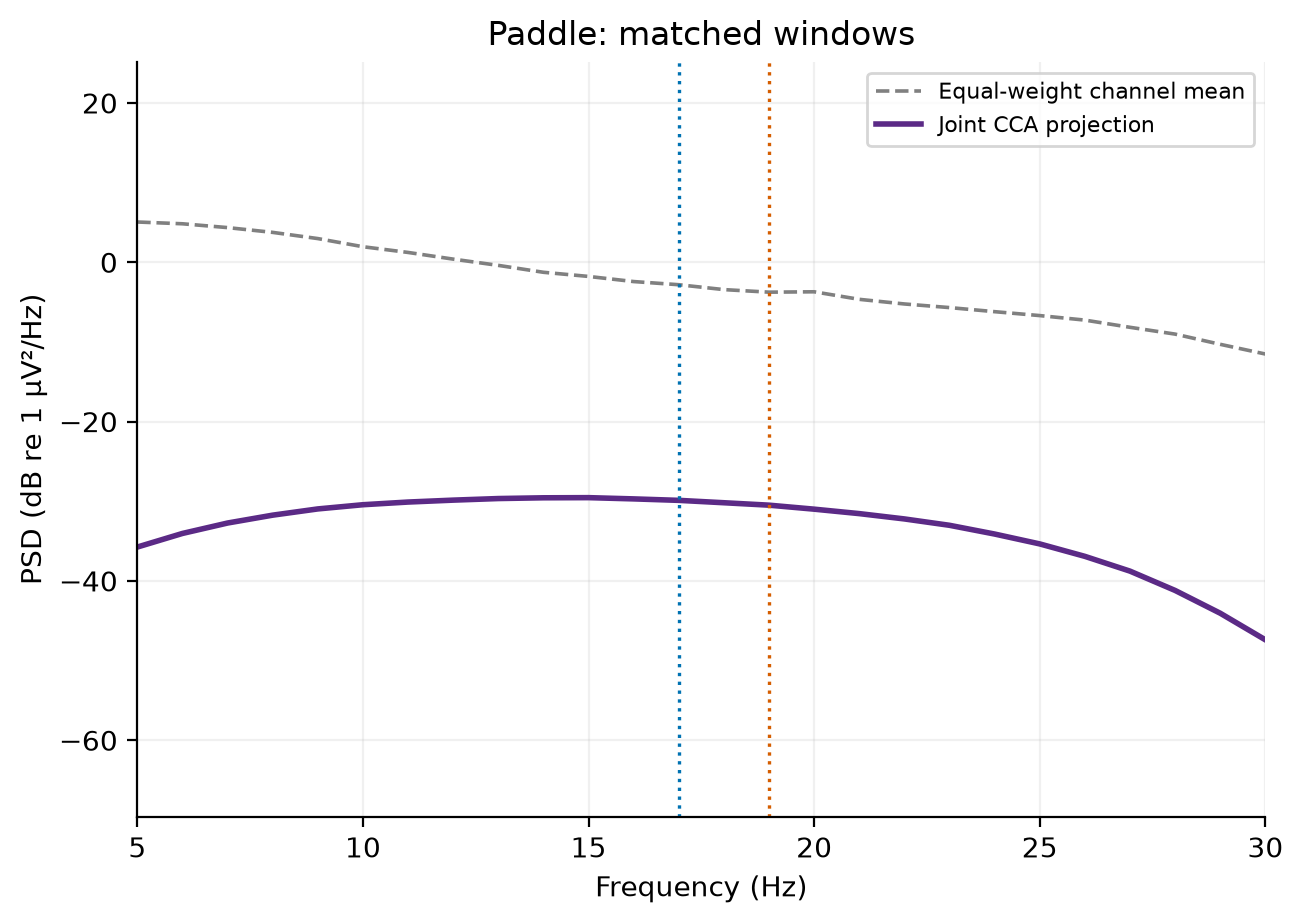 Paddle: matched windows
Equal-weight channel mean
Joint CCA projection
PSD (dB re 1 µV²/Hz)
20
0
−20
−40
−60
5 10 15 20 25 30
Frequency (Hz)